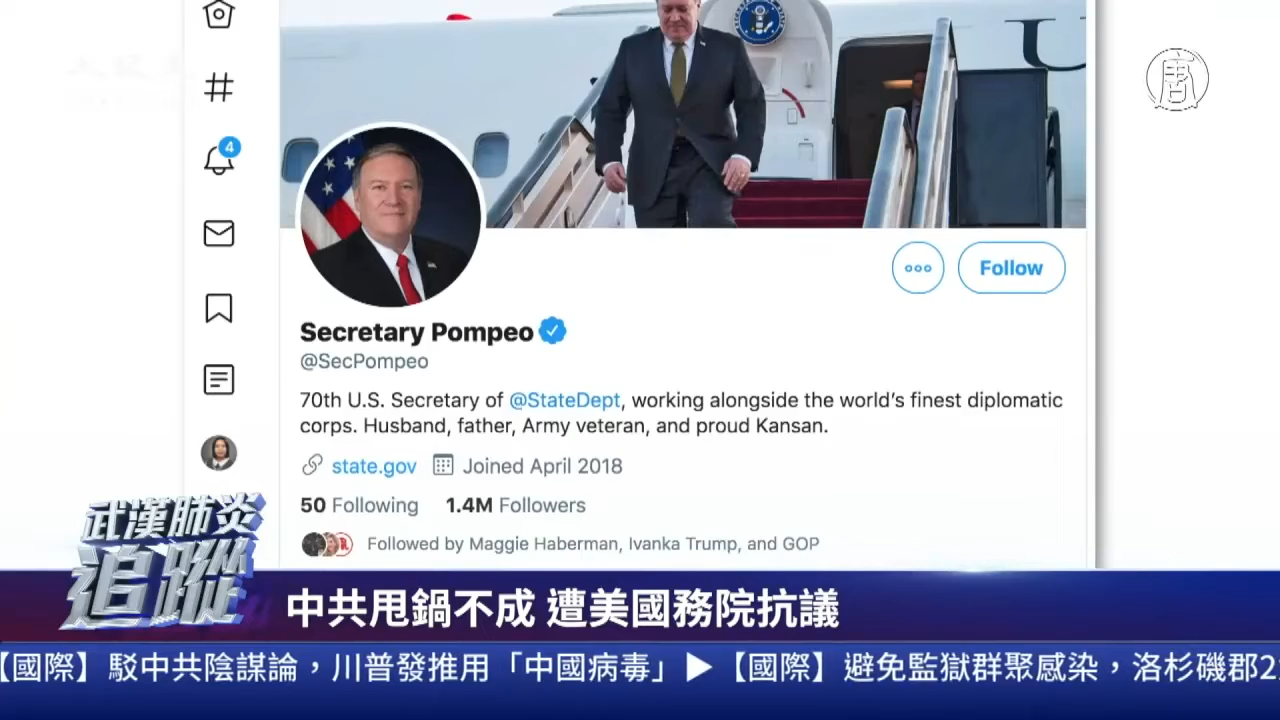 唐
4
Follow
Secretary Pompeo
@SecPompeo
70th U.S. Secretary of @StateDept, working alongside the world's finest diplomatic
corps. Husband, father, Army veteran, and proud Kansan.
state.gov Joined April 2018
50 Following 1.4M Followers
Followed by Maggie Haberman, Ivanka Trump, and GOP
武漢肺炎
追蹤
中共甩鍋不成 遭美國務院抗議
【國際】駁中共陰謀論，川普發推用「中國病毒」▶【國際】避免監獄群聚感染，洛杉磯郡2